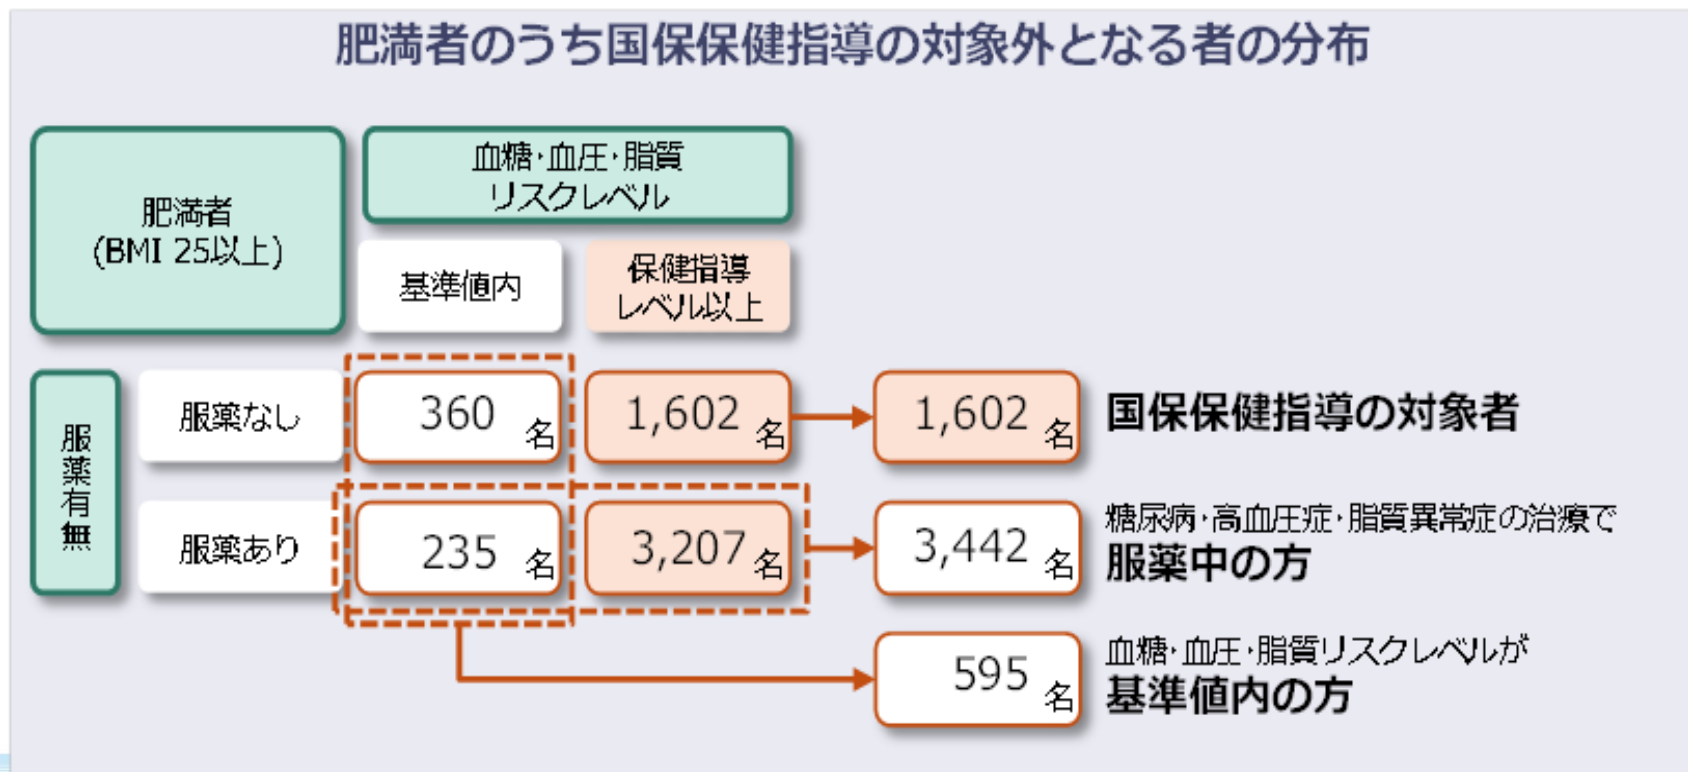 肥満者のうち国保保健指導の対象外となる者の分布
肥満者
(BMI 25以上)
血糖・血圧・脂質
リスクレベル
基準値内
保健指導
レベル以上
服薬有無
服薬なし
360 名
1,602 名
1,602 名
国保保健指導の対象者
服薬あり
235 名
3,207 名
3,442 名
糖尿病・高血圧症・脂質異常症の治療で
服薬中の方
595 名
血糖・血圧・脂質リスクレベルが
基準値内の方